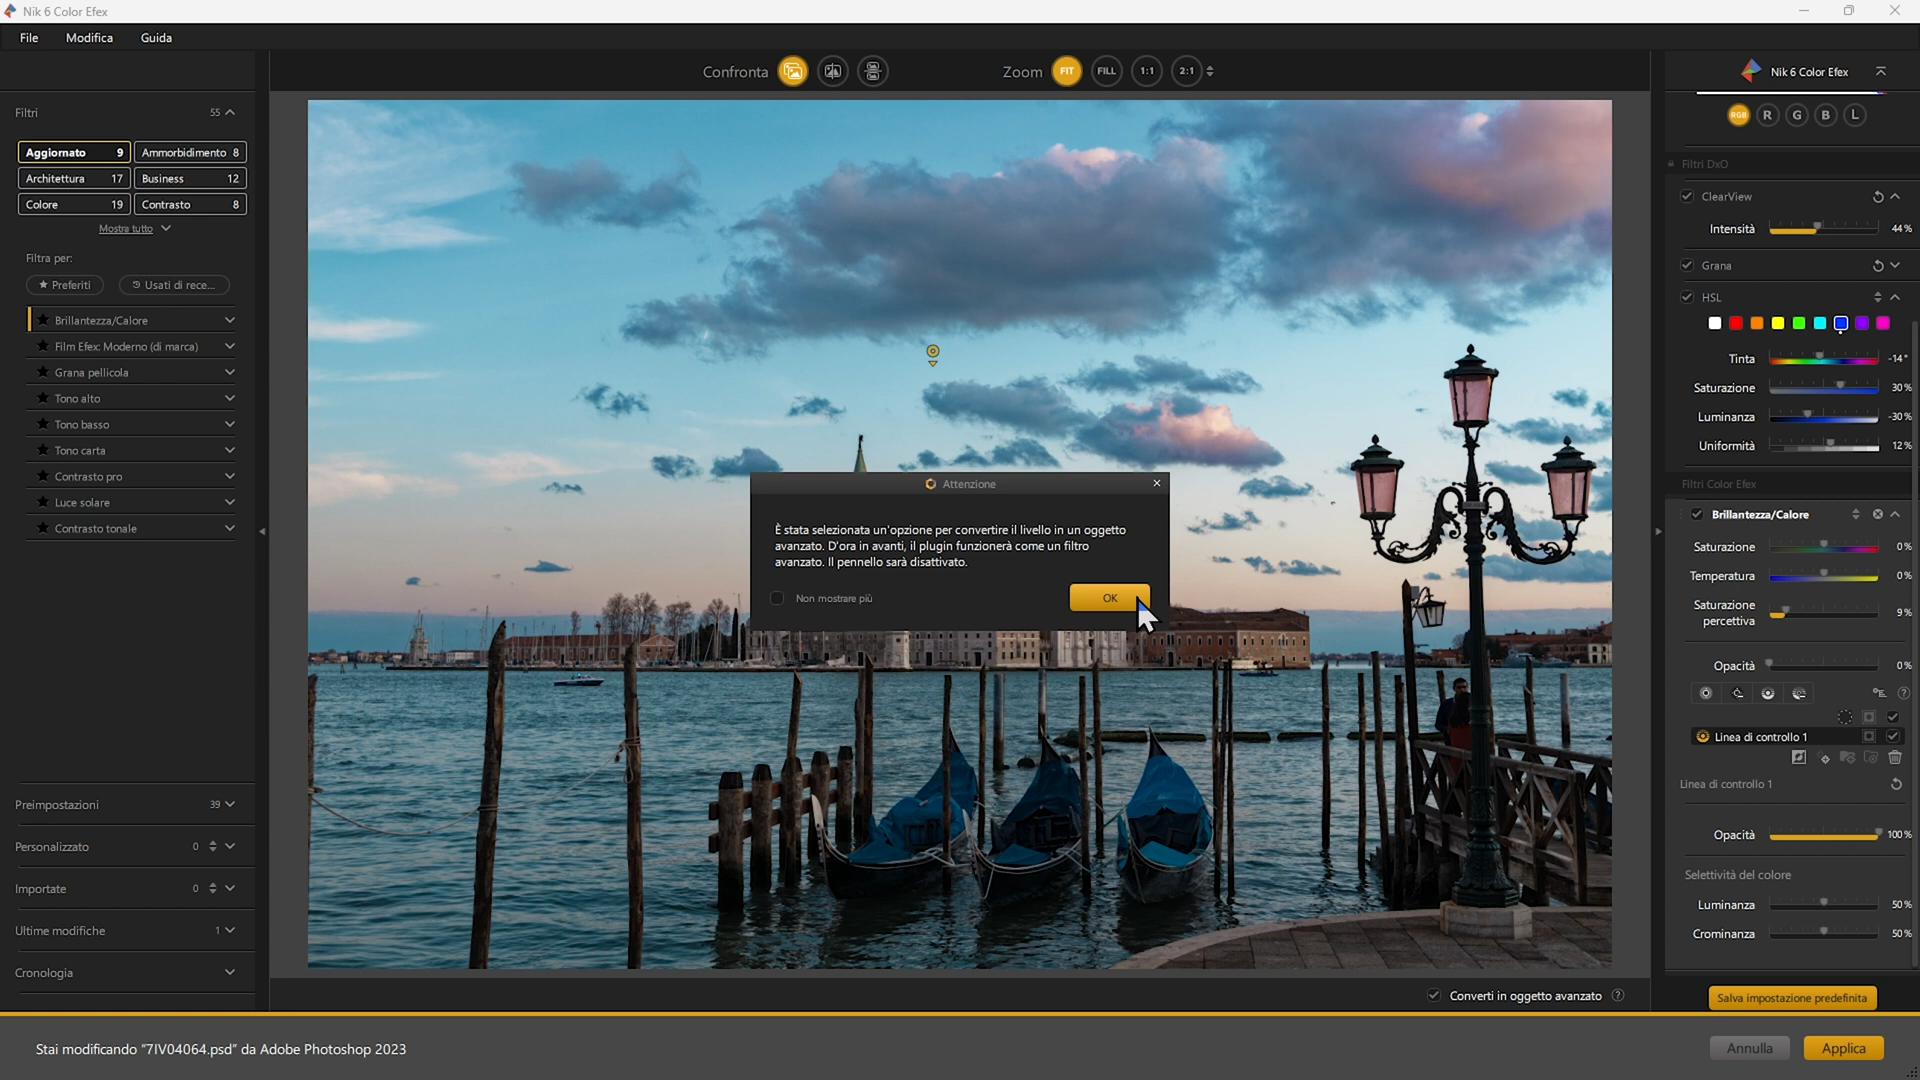 Nik 6 Color Efex
File Modifica Guida
Confronta Zoom FIT FILL 1:1 2:1
Nik 6 Color Efex
RGB R G B L
Filtri 55
Aggiornato 9 Ammorbidimento 8
Architettura 17 Business 12
Colore 19 Contrasto 8
Mostra tutto
Filtra per:
Preferiti Usati di rece...
Brillantezza/Calore
Film Efex: Moderno (di marca)
Grana pellicola
Tono alto
Tono basso
Tono carta
Contrasto pro
Luce solare
Contrasto tonale
Preimpostazioni 39
Personalizzato 0
Importate 0
Ultime modifiche 1
Cronologia
Attenzione
È stata selezionata un'opzione per convertire il livello in un oggetto
avanzato. D'ora in avanti, il plugin funzionerà come un filtro
avanzato. Il pennello sarà disattivato.
Non mostrare più
OK
Filtri DxO
ClearView
Intensità 44%
Grana
HSL
Tinta -14°
Saturazione 30%
Luminanza -30%
Uniformità 12%
Filtri Color Efex
Brillantezza/Calore
Saturazione 0%
Temperatura 0%
Saturazione
percettiva 9%
Opacità 0%
Linea di controllo 1
Linea di controllo 1
Opacità 100%
Selettività del colore
Luminanza 50%
Crominanza 50%
Converti in oggetto avanzato
Salva impostazione predefinita
Stai modificando "7IV04064.psd" da Adobe Photoshop 2023
Annulla Applica